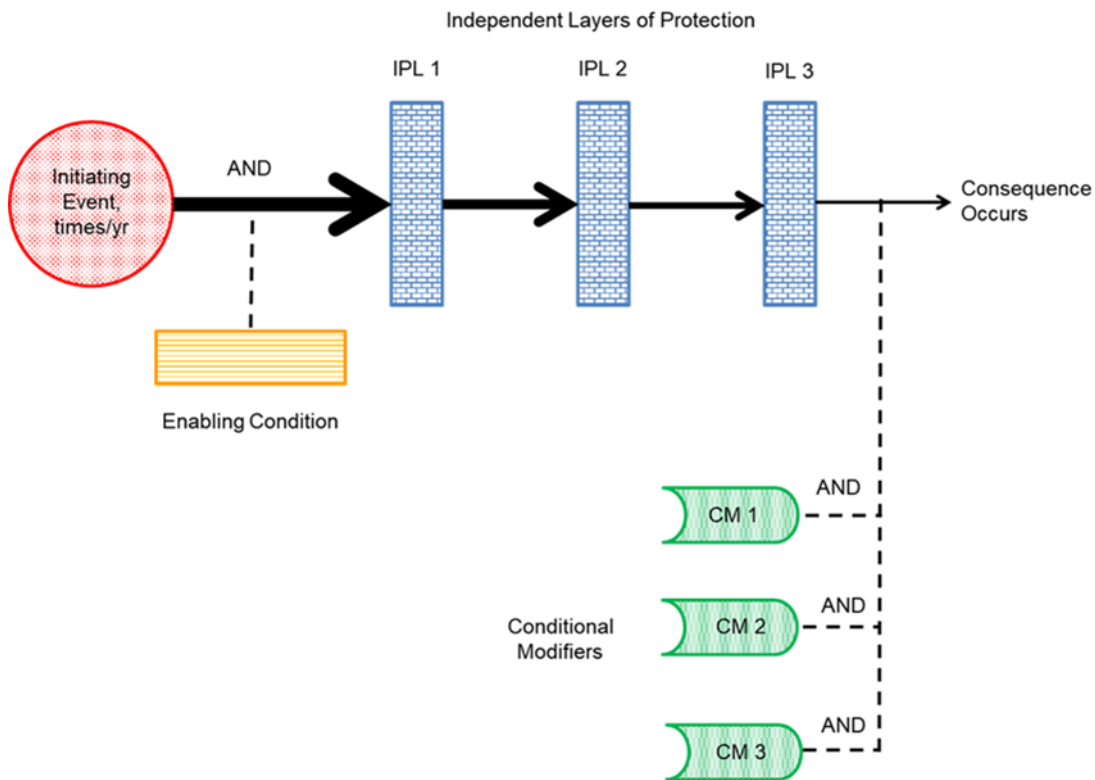 Independent Layers of Protection
IPL 1
IPL 2
IPL 3
Initiating
Event,
times/yr
AND
Consequence
Occurs
Enabling Condition
AND
CM 1
AND
CM 2
Conditional
Modifiers
AND
CM 3